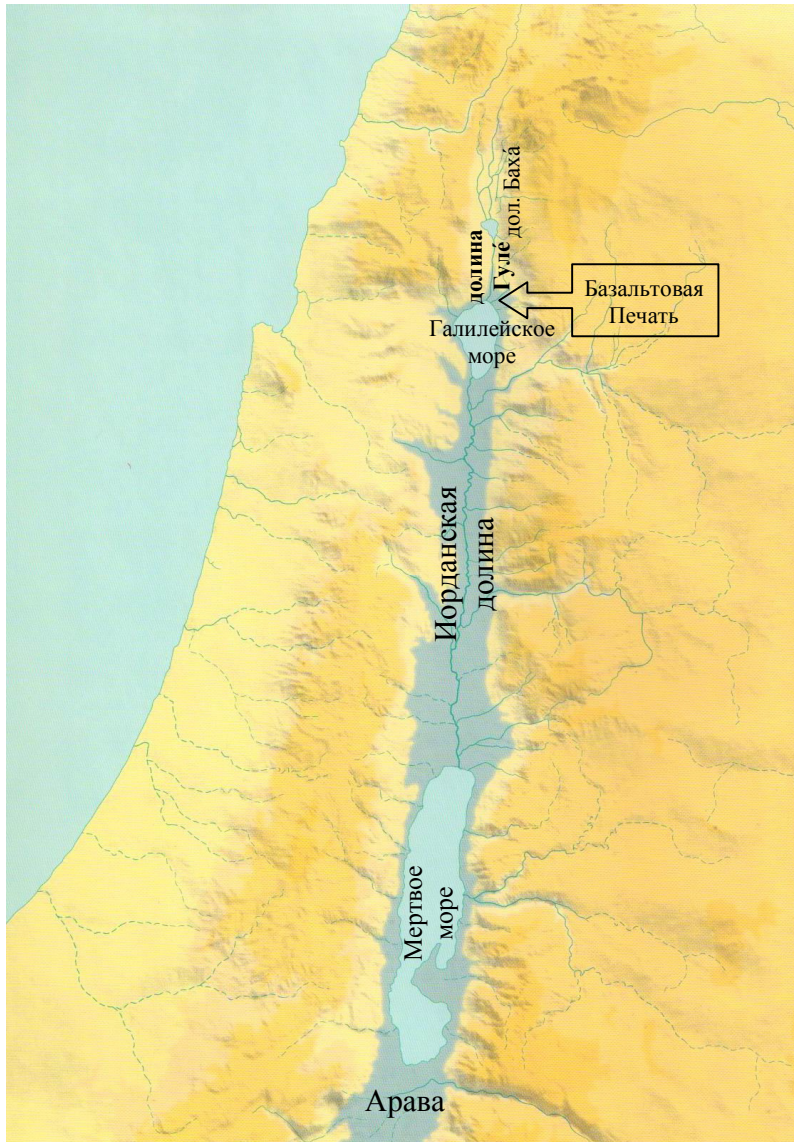 дол. Баха́
долина
Гуле́
Базальтовая
Печать
Галилейское
море
Иорданская
долина
Мертвое
море
Арава